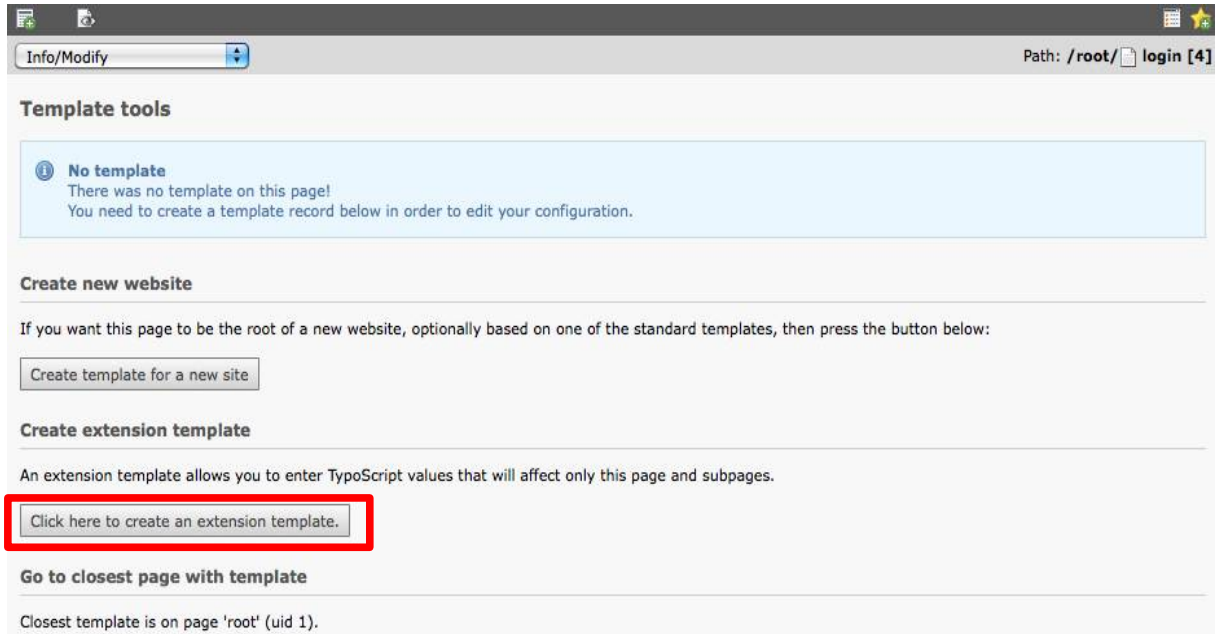 Info/Modify
Path: /root/ login [4]
Template tools
No template
There was no template on this page!
You need to create a template record below in order to edit your configuration.
Create new website
If you want this page to be the root of a new website, optionally based on one of the standard templates, then press the button below:
Create template for a new site
Create extension template
An extension template allows you to enter TypoScript values that will affect only this page and subpages.
Click here to create an extension template.
Go to closest page with template
Closest template is on page 'root' (uid 1).